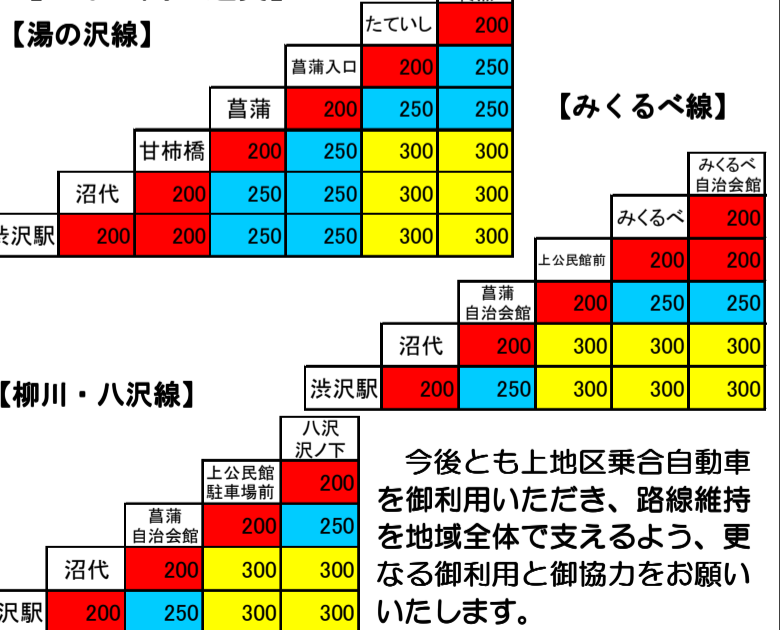 【湯の沢線】
たていし 200
菖蒲入口 200 250
菖蒲 200 250 250
甘柿橋 200 250 300 300
沼代 200 250 250 300 300
渋沢駅 200 200 250 250 300 300
【みくるべ線】
みくるべ
自治会館
みくるべ 200
上公民館前 200 200
菖蒲
自治会館 200 250 250
沼代 200 300 300 300
渋沢駅 200 250 300 300 300
【柳川・八沢線】
八沢
沢ノ下
上公民館
駐車場前 200
菖蒲
自治会館 200 250
沼代 200 300 300
沢駅 200 250 300 300
今後とも上地区乗合自動車
を御利用いただき、路線維持
を地域全体で支えるよう、更
なる御利用と御協力をお願い
いたします。